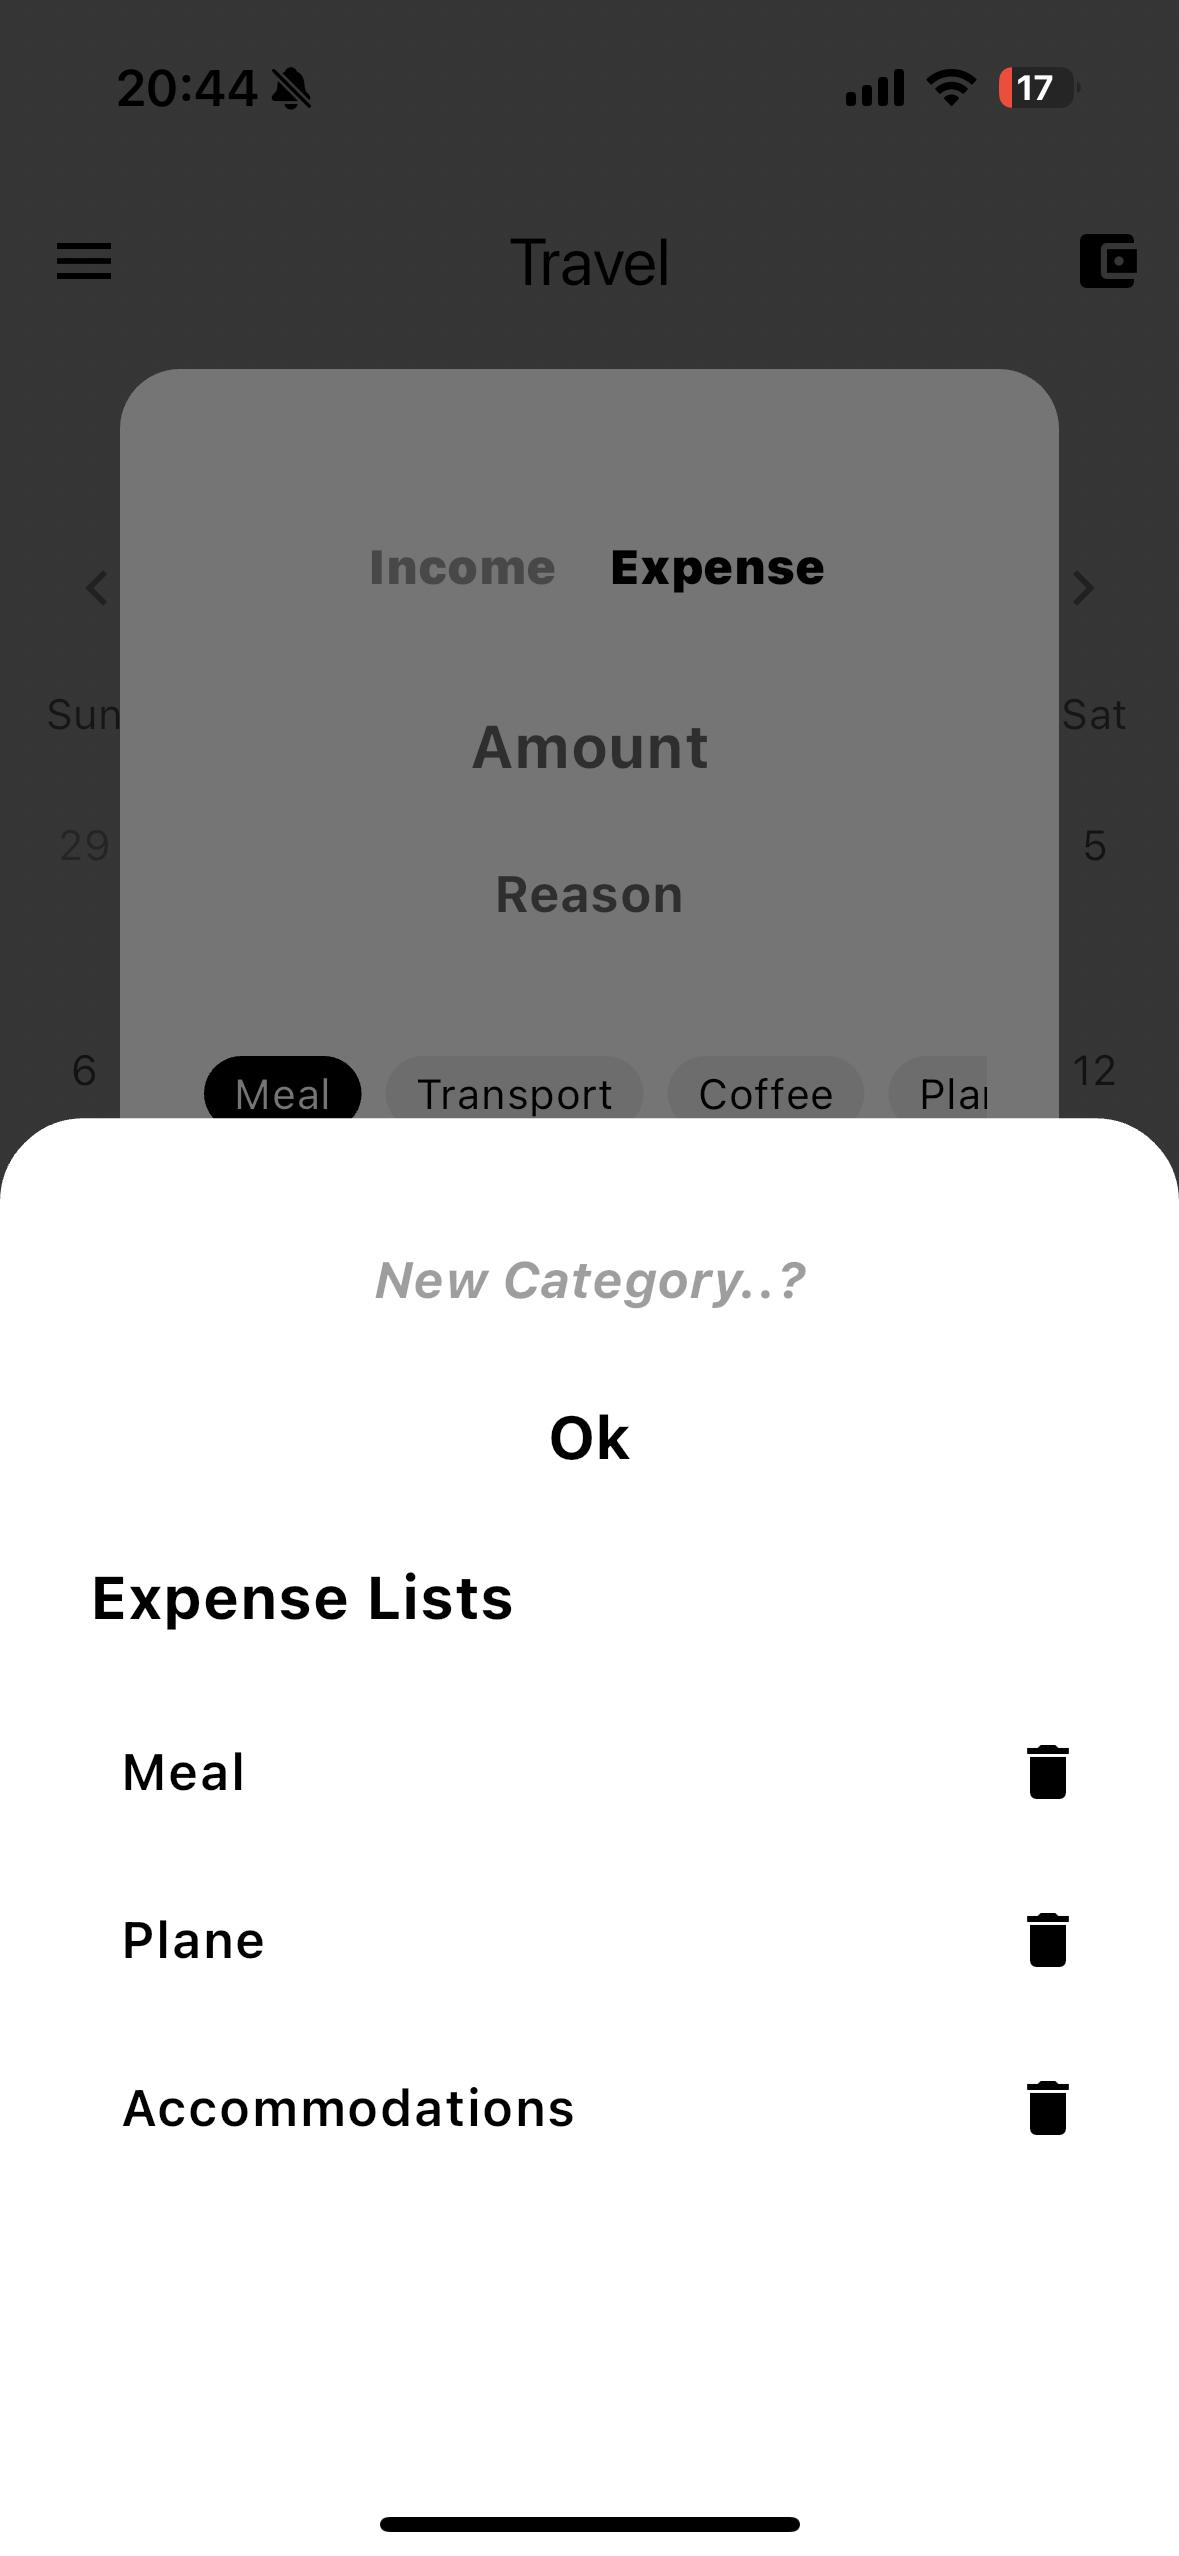 20:44 17
Travel
Income Expense
Sun Sat
Amount
29 5
Reason
6 12
Meal Transport Coffee
New Category..?
Ok
Expense Lists
Meal
Plane
Accommodations